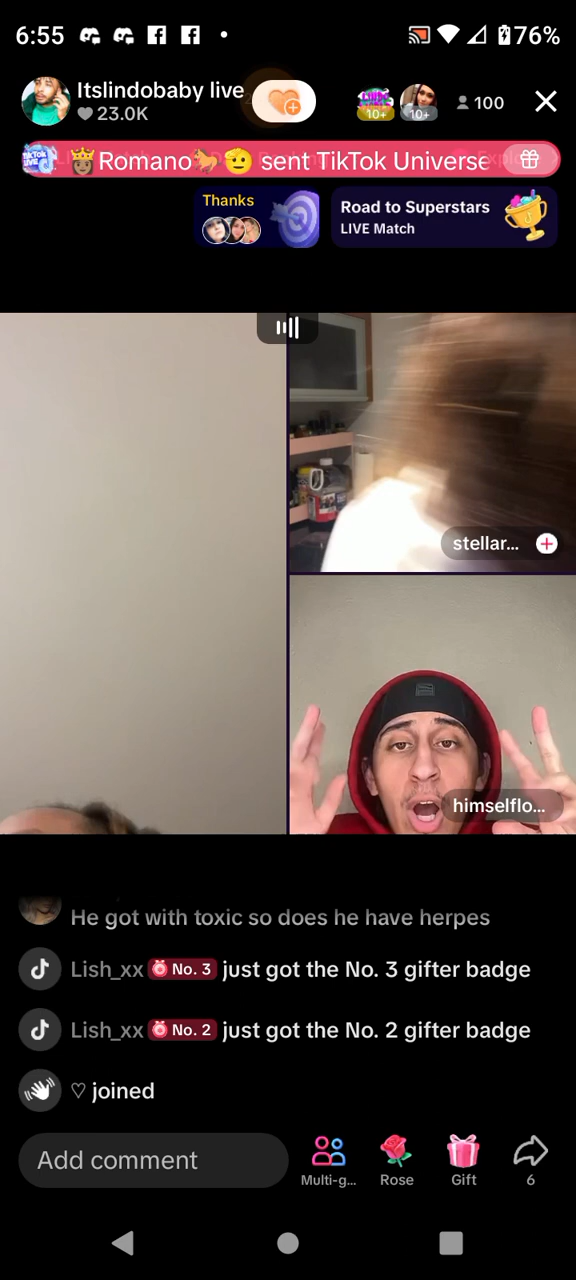 6:55
76%
Itslindobaby live
23.0K
10+
10+
100
Romano sent TikTok Universe
Thanks
Road to Superstars
LIVE Match
stellar...
himselflo...
He got with toxic so does he have herpes
Lish_xx No. 3 just got the No. 3 gifter badge
Lish_xx No. 2 just got the No. 2 gifter badge
♡ joined
Add comment
Multi-g...
Rose
Gift
6